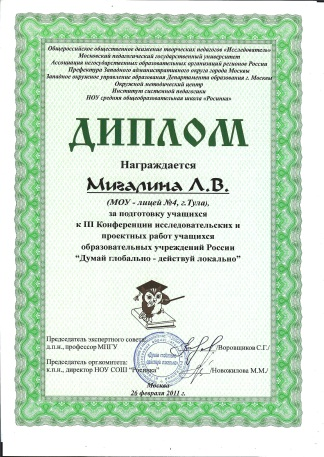 Общероссийское общественное движение творческих педагогов «Исследователь»
Московский педагогический государственный университет
Ассоциация негосударственных образовательных организаций регионов России
Префектура Западного административного округа города Москвы
Западное окружное управление образования Департамента образования г. Москвы
Окружной методический центр
Институт системной педагогики
НОУ средняя общеобразовательная школа «Росинка»
ДИПЛОМ
Награждается
Мигалина Л.В.
(МОУ - лицей №4, г.Тула),
за подготовку учащихся
к III Конференции исследовательских и
проектных работ учащихся
образовательных учреждений России
“Думай глобально - действуй локально”
Председатель экспертного совета:
д.п.н., профессор МПГУ /Воровщиков С.Г./
Председатель оргкомитета:
к.п.н., директор НОУ СОШ “Росинка” /Новожилова М.М./
Москва
26 февраля 2011 г.